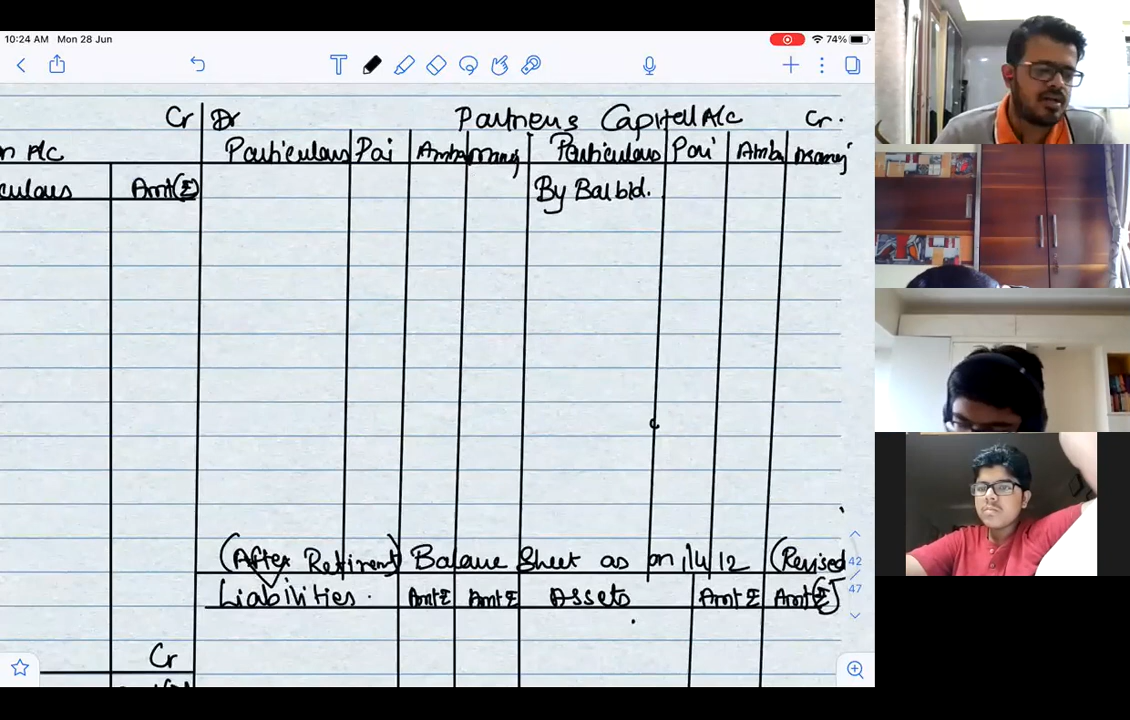 10:24 AM Mon 28 Jun
74%
Cr Dr Partners Capital A/c Cr.
n A/c Particulars Pai Amba Mang Particulars Pai Amba Mang
culars Amt(₹) By Bal b/d.
(After Retirement) Balance Sheet as on 1/4/12 (Revised
42
47
Liabilities. Amt ₹ Amt ₹ Assets Amt ₹ Amt(₹)
Cr